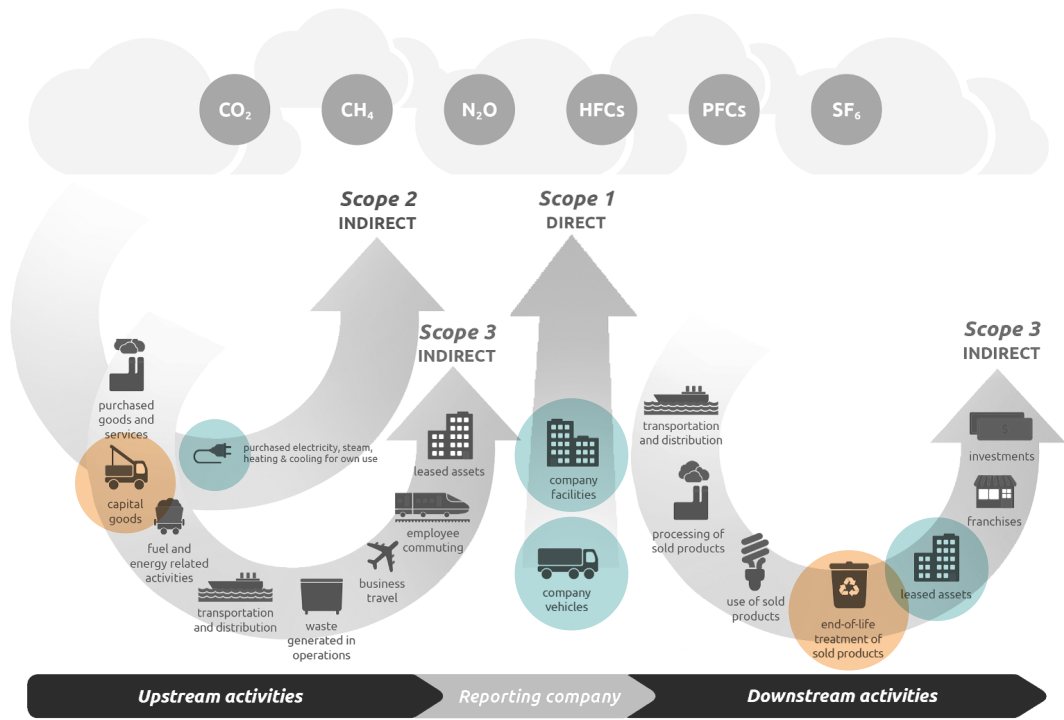 CO₂
CH₄
N₂O
HFCs
PFCs
SF₆
Scope 2
INDIRECT
Scope 1
DIRECT
Scope 3
INDIRECT
Scope 3
INDIRECT
purchased
goods and
services
capital
goods
fuel and
energy related
activities
purchased electricity, steam,
heating & cooling for own use
transportation
and distribution
waste
generated in
operations
business
travel
employee
commuting
leased assets
company
facilities
company
vehicles
transportation
and distribution
processing of
sold products
use of sold
products
end-of-life
treatment of
sold products
leased assets
franchises
$
investments
Upstream activities
Reporting company
Downstream activities